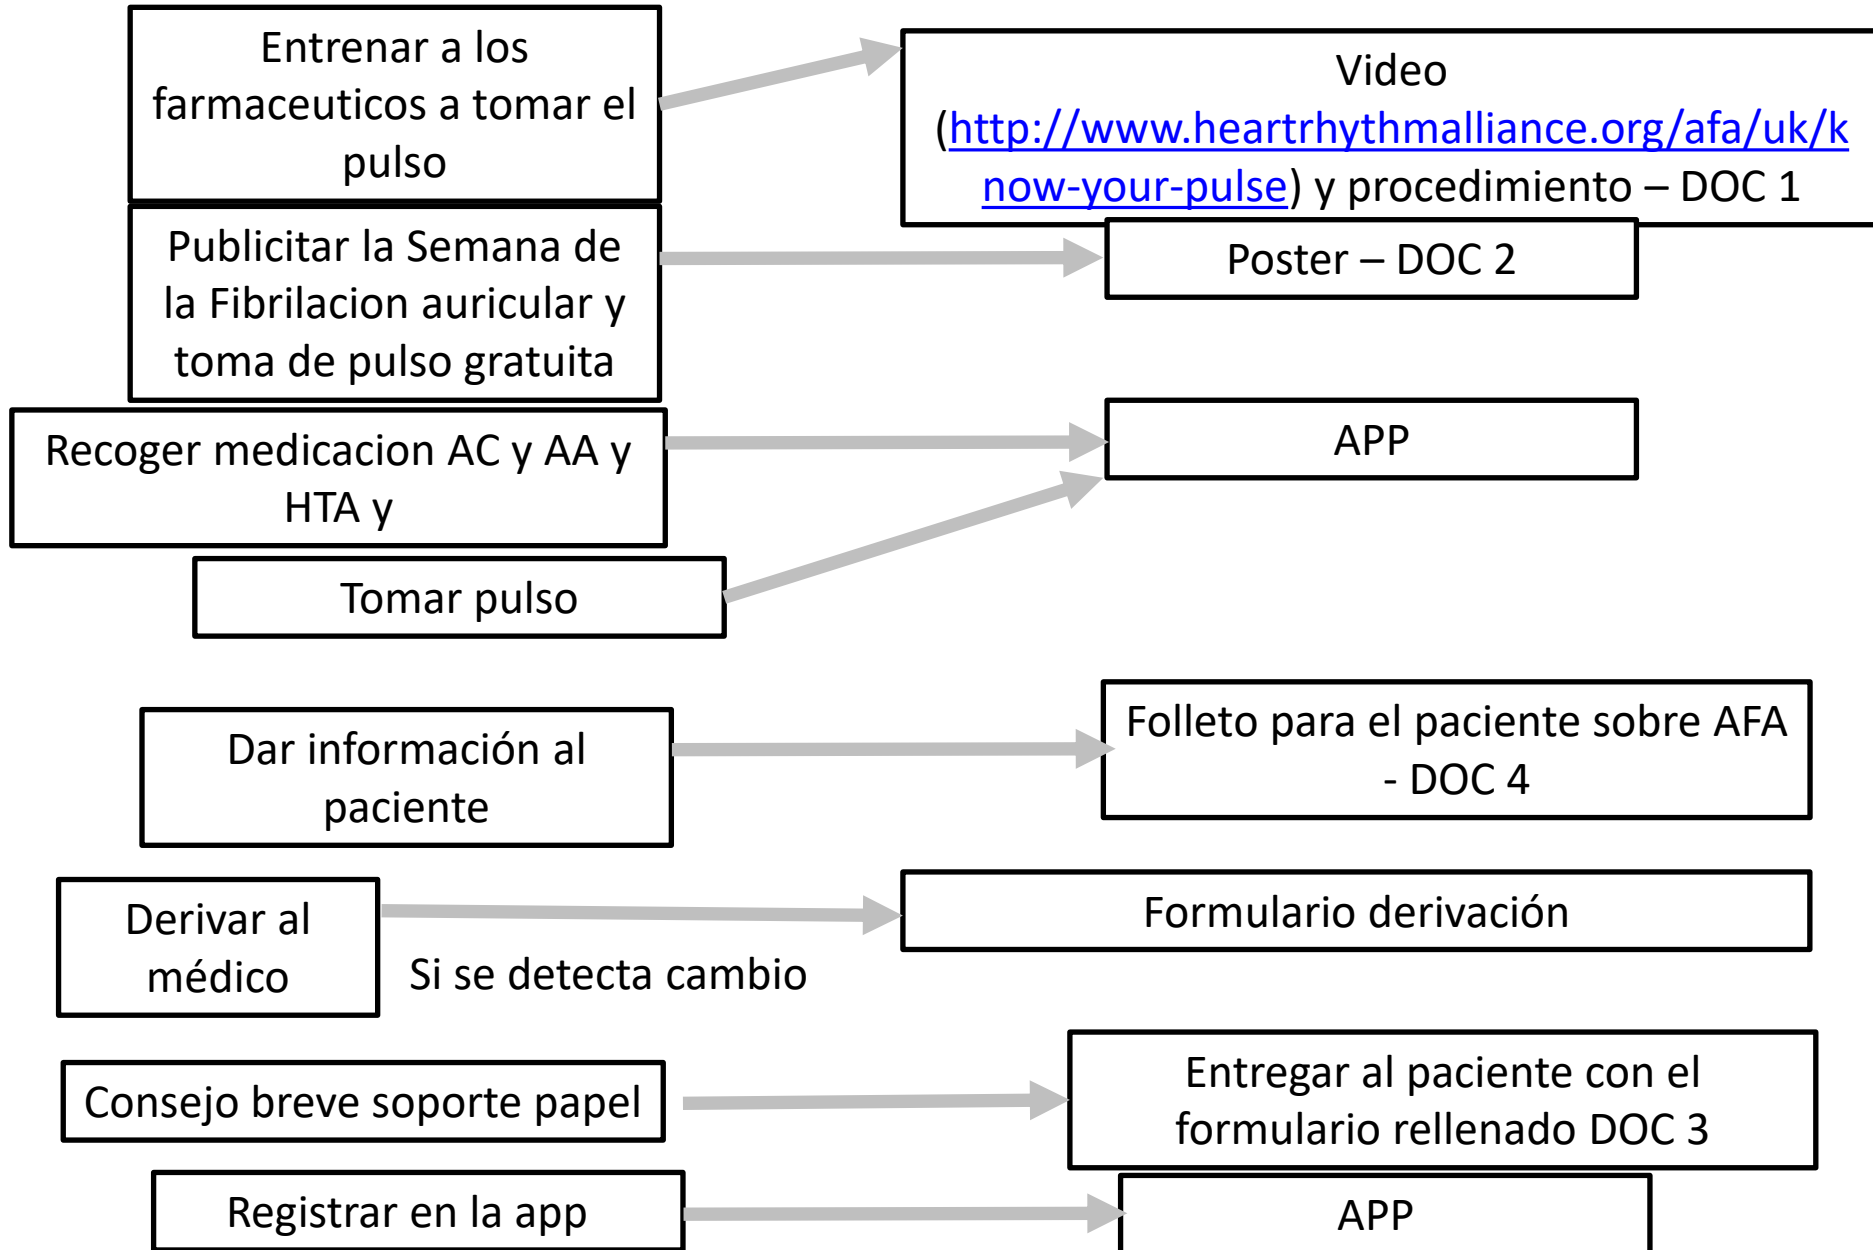 Entrenar a los
farmaceuticos a tomar el
pulso
Video
(http://www.heartrhythmalliance.org/afa/uk/k
now-your-pulse) y procedimiento – DOC 1
Publicitar la Semana de
la Fibrilacion auricular y
toma de pulso gratuita
Poster – DOC 2
Recoger medicacion AC y AA y
HTA y
APP
Tomar pulso
Dar información al
paciente
Folleto para el paciente sobre AFA
- DOC 4
Derivar al
médico
Si se detecta cambio
Formulario derivación
Consejo breve soporte papel
Entregar al paciente con el
formulario rellenado DOC 3
Registrar en la app
APP